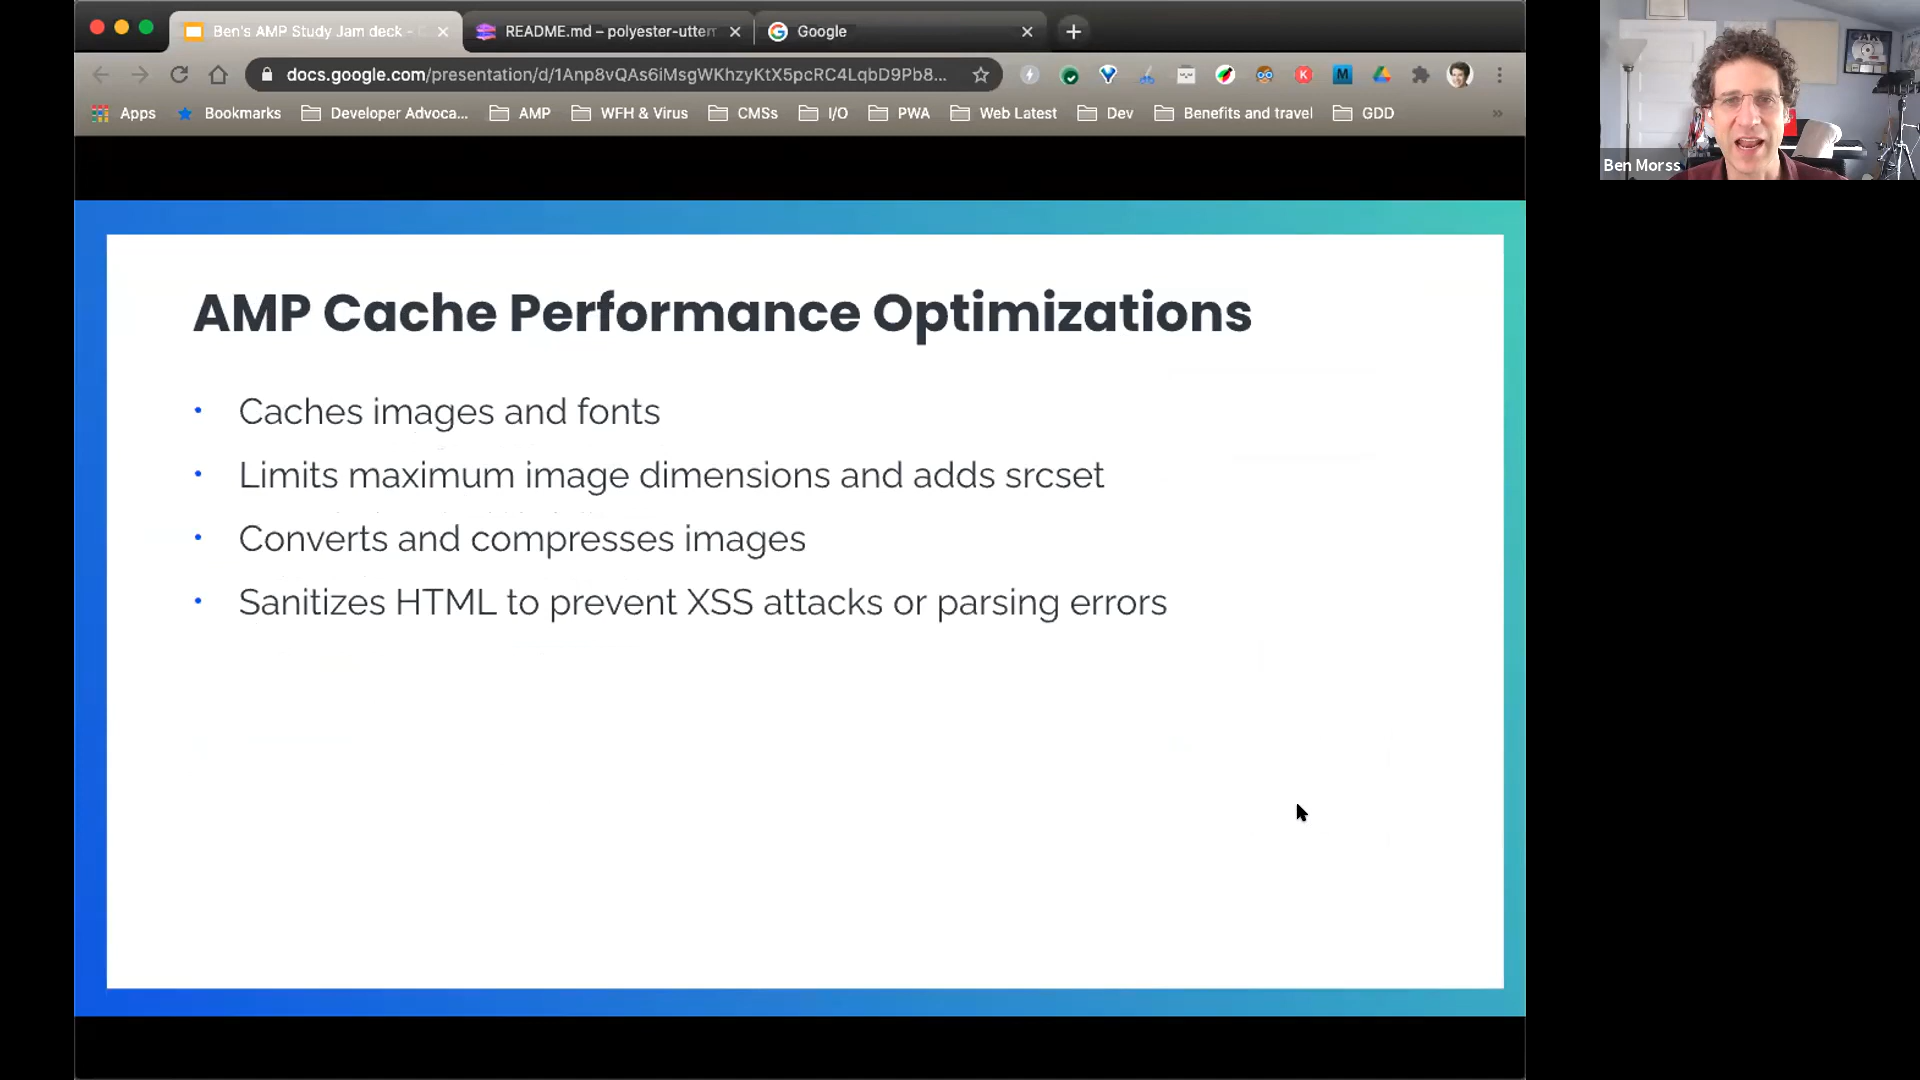 Ben's AMP Study Jam deck -
README.md – polyester-utter
Google
docs.google.com/presentation/d/1Anp8vQAs6iMsgWKhzyKtX5pcRC4LqbD9Pb8...
Apps
Bookmarks
Developer Advoca...
AMP
WFH & Virus
CMSs
I/O
PWA
Web Latest
Dev
Benefits and travel
GDD
»
Ben Morss
AMP Cache Performance Optimizations
• Caches images and fonts
• Limits maximum image dimensions and adds srcset
• Converts and compresses images
• Sanitizes HTML to prevent XSS attacks or parsing errors